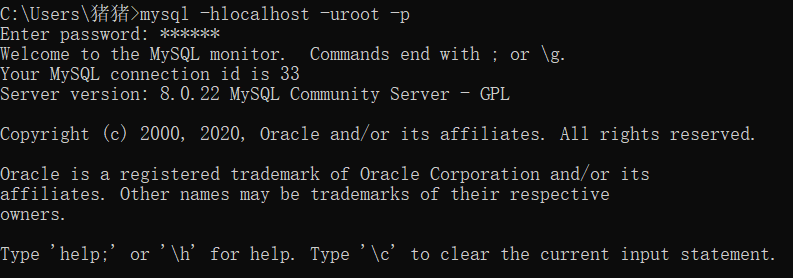 C:\Users\猪猪>mysql -hlocalhost -uroot -p
Enter password: ******
Welcome to the MySQL monitor.  Commands end with ; or \g.
Your MySQL connection id is 33
Server version: 8.0.22 MySQL Community Server - GPL
Copyright (c) 2000, 2020, Oracle and/or its affiliates. All rights reserved.
Oracle is a registered trademark of Oracle Corporation and/or its
affiliates. Other names may be trademarks of their respective
owners.
Type 'help;' or '\h' for help. Type '\c' to clear the current input statement.